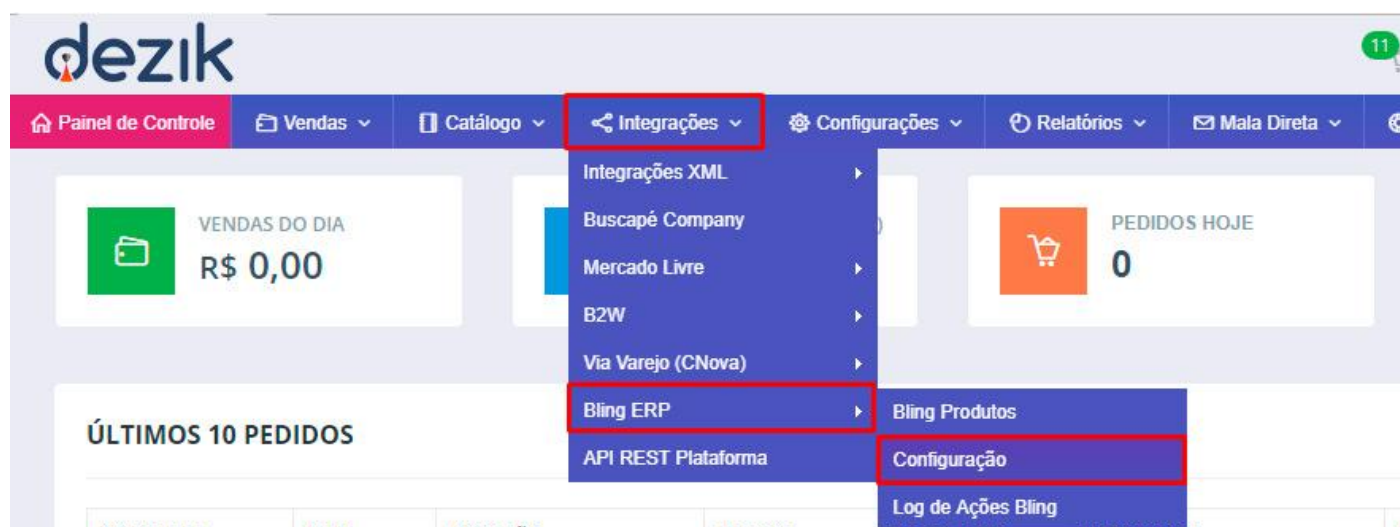 dezik
11
Painel de Controle
Vendas
Catálogo
Integrações
Configurações
Relatórios
Mala Direta
Integrações XML
Buscapé Company
Mercado Livre
B2W
Via Varejo (CNova)
Bling ERP
API REST Plataforma
Bling Produtos
Configuração
Log de Ações Bling
VENDAS DO DIA
R$ 0,00
)
PEDIDOS HOJE
0
ÚLTIMOS 10 PEDIDOS